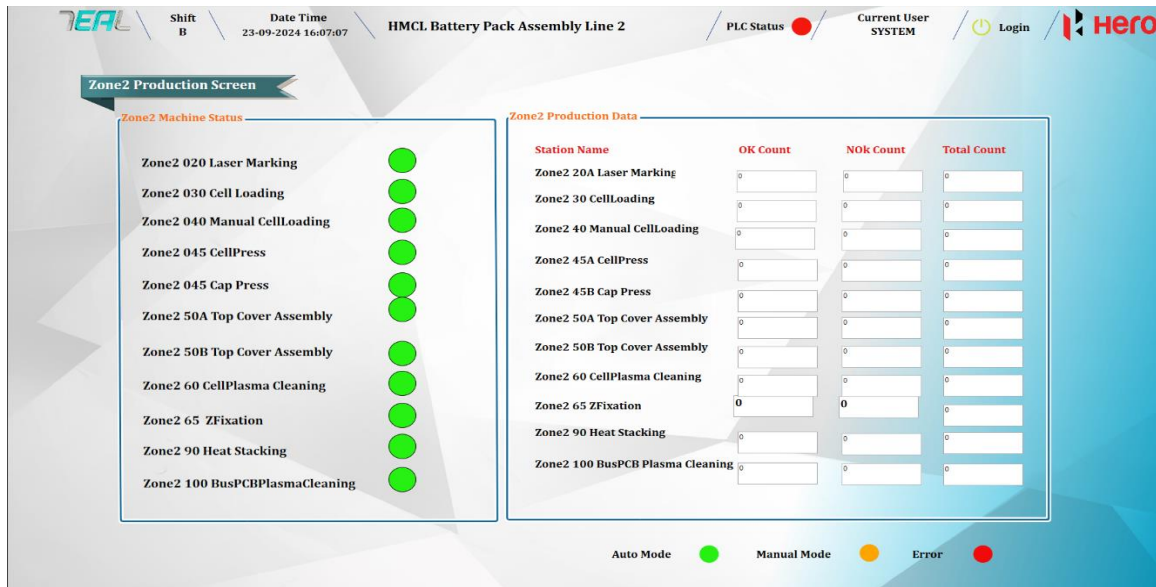 TEAL
Shift
B
Date Time
23-09-2024 16:07:07
HMCL Battery Pack Assembly Line 2
PLC Status
Current User
SYSTEM
Login
Hero
Zone2 Production Screen
Zone2 Machine Status
Zone2 020 Laser Marking
Zone2 030 Cell Loading
Zone2 040 Manual CellLoading
Zone2 045 CellPress
Zone2 045 Cap Press
Zone2 50A Top Cover Assembly
Zone2 50B Top Cover Assembly
Zone2 60 CellPlasma Cleaning
Zone2 65 ZFixation
Zone2 90 Heat Stacking
Zone2 100 BusPCBPlasmaCleaning
Zone2 Production Data
Station Name OK Count NOk Count Total Count
Zone2 20A Laser Marking 0 0 0
Zone2 30 CellLoading 0 0 0
Zone2 40 Manual CellLoading 0 0 0
Zone2 45A CellPress 0 0 0
Zone2 45B Cap Press 0 0 0
Zone2 50A Top Cover Assembly 0 0 0
Zone2 50B Top Cover Assembly 0 0 0
Zone2 60 CellPlasma Cleaning 0 0 0
Zone2 65 ZFixation 0 0 0
Zone2 90 Heat Stacking 0 0 0
Zone2 100 BusPCB Plasma Cleaning 0 0 0
Auto Mode Manual Mode Error